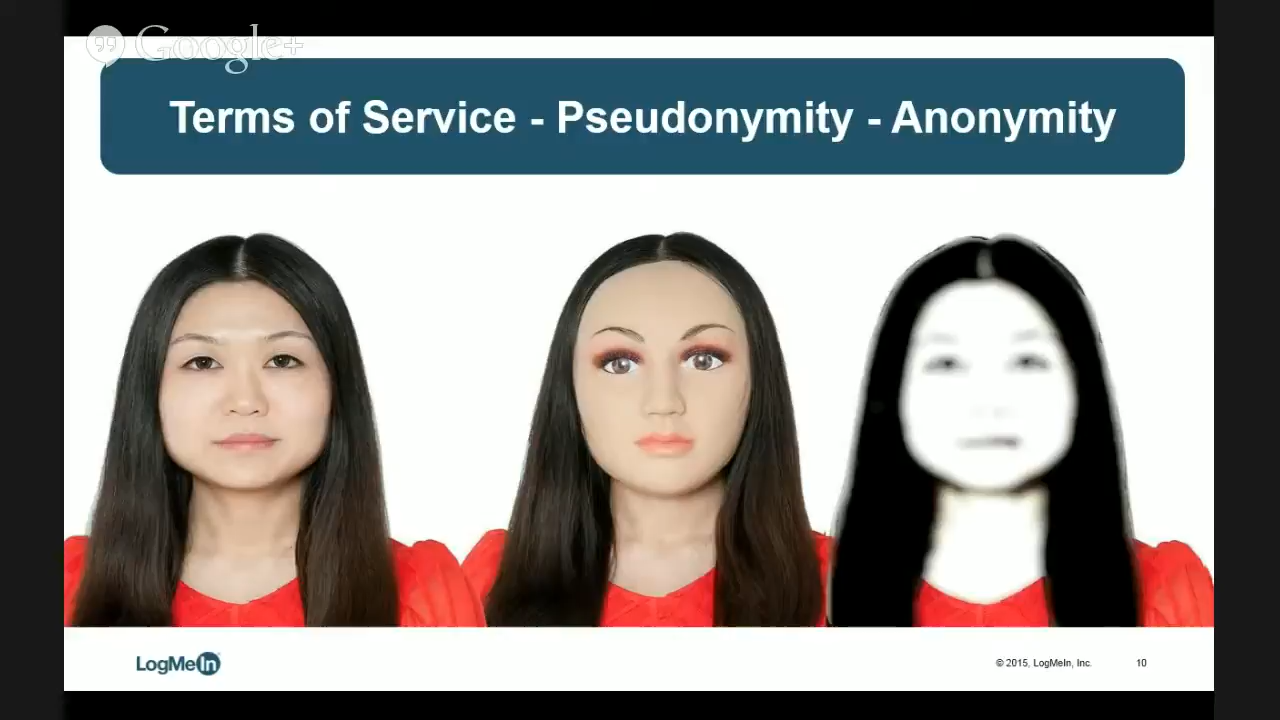 Google+
Terms of Service - Pseudonymity - Anonymity
LogMeIn
© 2015, LogMeIn, Inc.
10